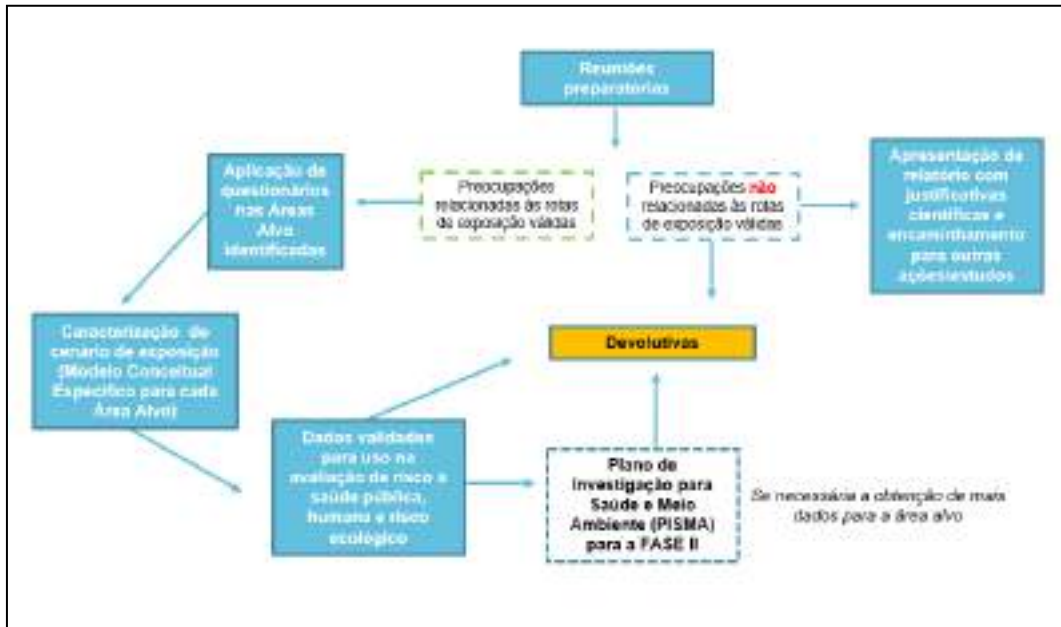 Reuniões
preparatórias
Aplicação de
questionários
nas Áreas
Alvo
identificadas
Preocupações
relacionadas às rotas
de exposição válidas
Preocupações não
relacionadas às rotas
de exposição válidas
Apresentação de
relatório com
justificativas
científicas e
encaminhamento
para outras
ações/estudos
Caracterização de
cenário de exposição
(Modelo Conceitual
Específico para cada
Área Alvo)
Devolutivas
Dados validados
para uso na
avaliação de risco à
saúde pública,
humana e risco
ecológico
Plano de
Investigação para
Saúde e Meio
Ambiente (PISMA)
para a FASE II
Se necessária a obtenção de mais
dados para a área alvo